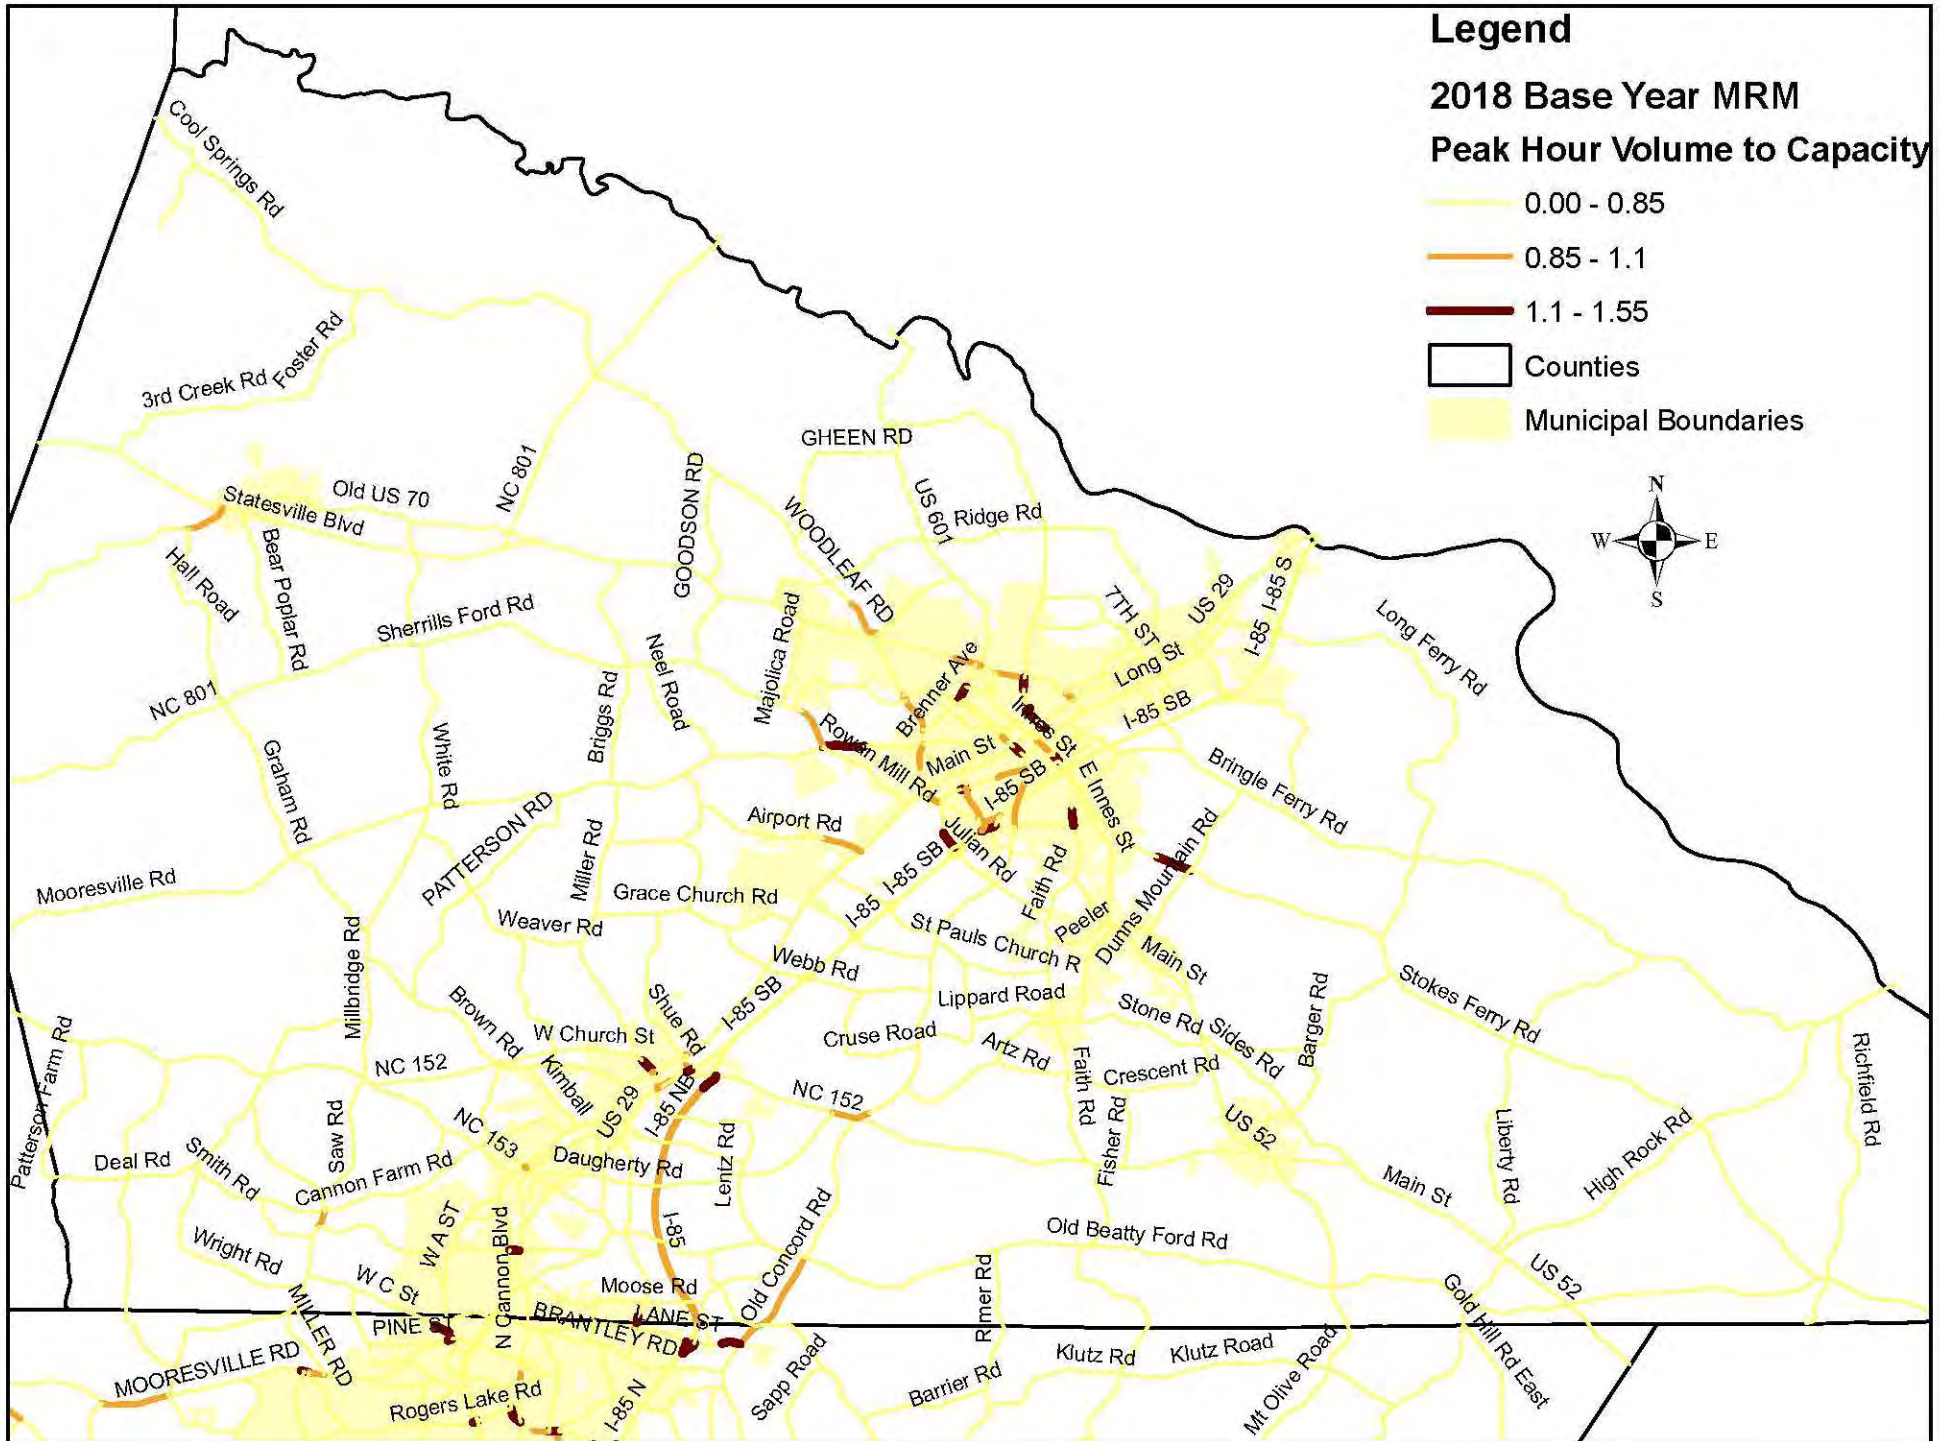 Legend
2018 Base Year MRM
Peak Hour Volume to Capacity
0.00 - 0.85
0.85 - 1.1
1.1 - 1.55
Counties
Municipal Boundaries
N
W
E
S
Cool Springs Rd
Foster Rd
3rd Creek Rd
NC 801
GHEEN RD
GOODSON RD
US 601
Old US 70
Statesville Blvd
WOODLEAF RD
Ridge Rd
Hall Road
Bear Poplar Rd
7TH ST
US 29
I-85
I-85 S
Sherrills Ford Rd
Majolica Road
Long Ferry Rd
Neel Road
Brenner Ave
Long St
NC 801
Briggs Rd
Innes St
I-85 SB
Graham Rd
White Rd
Rowan Mill Rd
Main St
I-85 SB
E Innes St
Bringle Ferry Rd
PATTERSON RD
Airport Rd
Miller Rd
Julian Rd
Mooresville Rd
Grace Church Rd
I-85
I-85 SB
Faith Rd
Dunns Mountain Rd
Peeler
Weaver Rd
St Pauls Church R
Main St
Millbridge Rd
Webb Rd
Lippard Road
Stokes Ferry Rd
Brown Rd
Shue Rd
I-85 SB
Stone Rd
Sides Rd
Barger Rd
W Church St
Cruse Road
Artz Rd
Patterson Farm Rd
NC 152
Kimball
Faith Rd
Crescent Rd
Richfield Rd
US 29
I-85 NB
NC 152
Saw Rd
NC 153
Fisher Rd
US 52
Liberty Rd
High Rock Rd
Deal Rd
Smith Rd
Cannon Farm Rd
Daugherty Rd
Lentz Rd
Main St
W A ST
N Cannon Blvd
I-85
Old Concord Rd
Old Beatty Ford Rd
Wright Rd
W C St
Moose Rd
Rimer Rd
US 52
MILLER RD
PINE ST
BRANTLEY RD
LANE ST
Gold Hill Rd East
MOORESVILLE RD
Sapp Road
Klutz Rd
Klutz Road
Mt Olive Road
Rogers Lake Rd
I-85 N
Barrier Rd